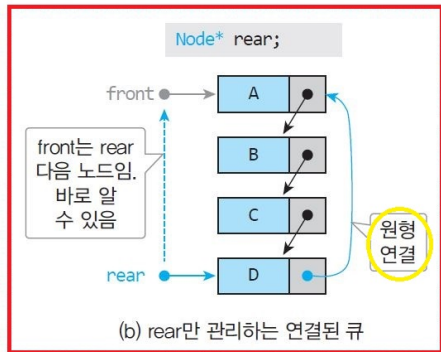 Node* rear;
front
A
B
C
D
front는 rear
다음 노드임.
바로 알
수 있음
rear
원형
연결
(b) rear만 관리하는 연결된 큐